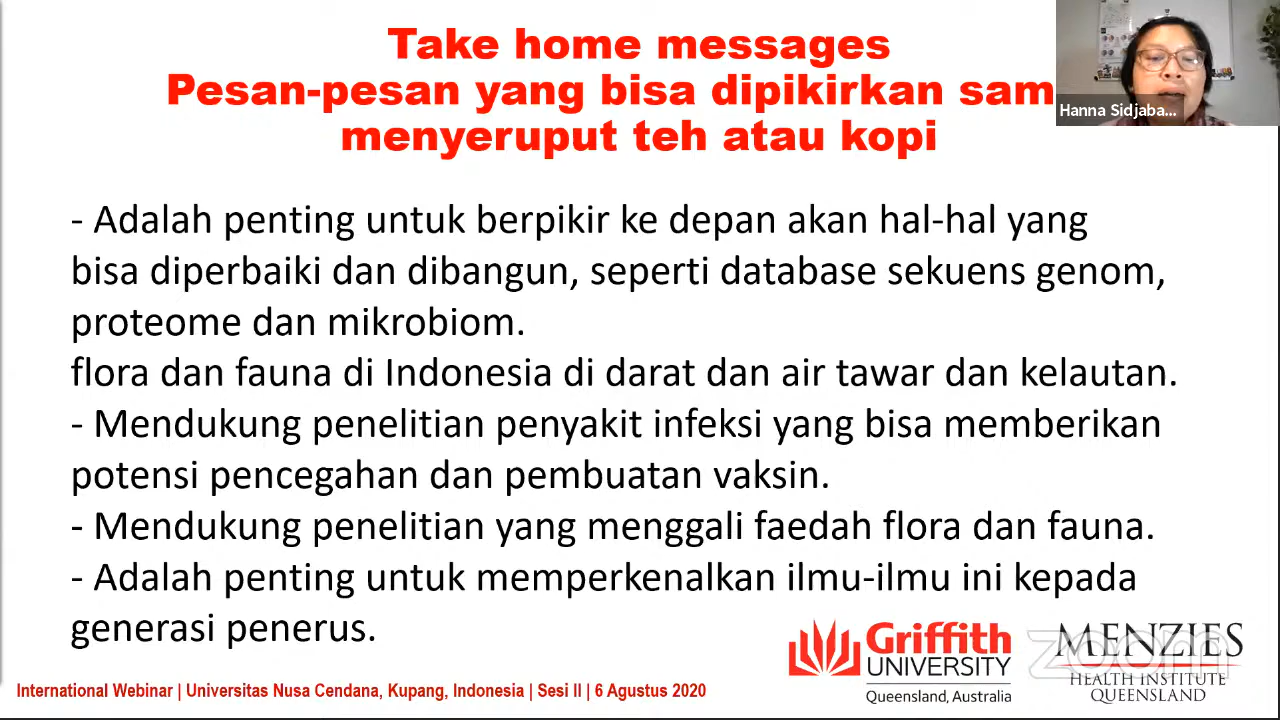 Take home messages
Pesan-pesan yang bisa dipikirkan sam
menyeruput teh atau kopi
Hanna Sidjaba...
- Adalah penting untuk berpikir ke depan akan hal-hal yang
bisa diperbaiki dan dibangun, seperti database sekuens genom,
proteome dan mikrobiom.
flora dan fauna di Indonesia di darat dan air tawar dan kelautan.
- Mendukung penelitian penyakit infeksi yang bisa memberikan
potensi pencegahan dan pembuatan vaksin.
- Mendukung penelitian yang menggali faedah flora dan fauna.
- Adalah penting untuk memperkenalkan ilmu-ilmu ini kepada
generasi penerus.
Griffith
UNIVERSITY
Queensland, Australia
MENZIES
HEALTH INSTITUTE
QUEENSLAND
zoom
International Webinar | Universitas Nusa Cendana, Kupang, Indonesia | Sesi II | 6 Agustus 2020